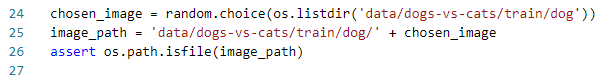 24 chosen_image = random.choice(os.listdir('data/dogs-vs-cats/train/dog'))
25 image_path = 'data/dogs-vs-cats/train/dog/' + chosen_image
26 assert os.path.isfile(image_path)
27